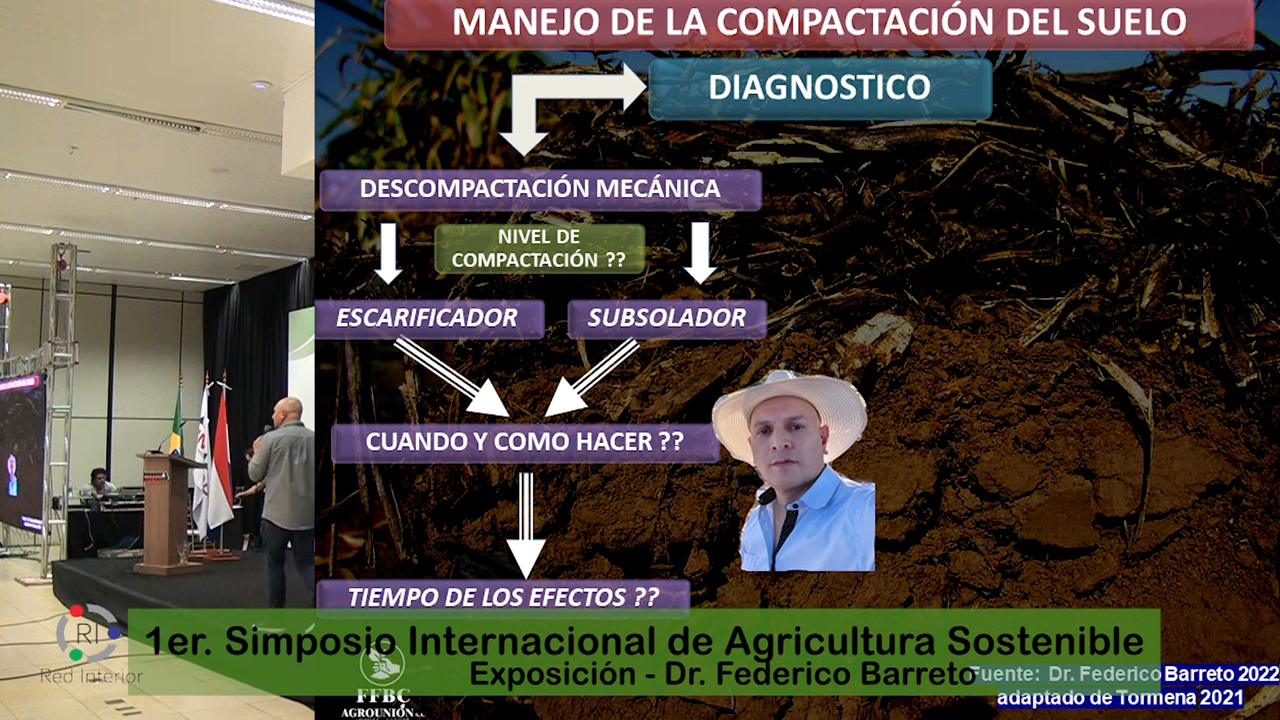 MANEJO DE LA COMPACTACIÓN DEL SUELO
DIAGNOSTICO
DESCOMPACTACIÓN MECÁNICA
NIVEL DE
COMPACTACIÓN ??
ESCARIFICADOR
SUBSOLADOR
CUANDO Y COMO HACER ??
TIEMPO DE LOS EFECTOS ??
1er. Simposio Internacional de Agricultura Sostenible
Exposición - Dr. Federico Barreto
RI
Red Interior
FFBC
AGROUNIÓN S.A.
Fuente: Dr. Federico Barreto 2022
adaptado de Tormena 2021